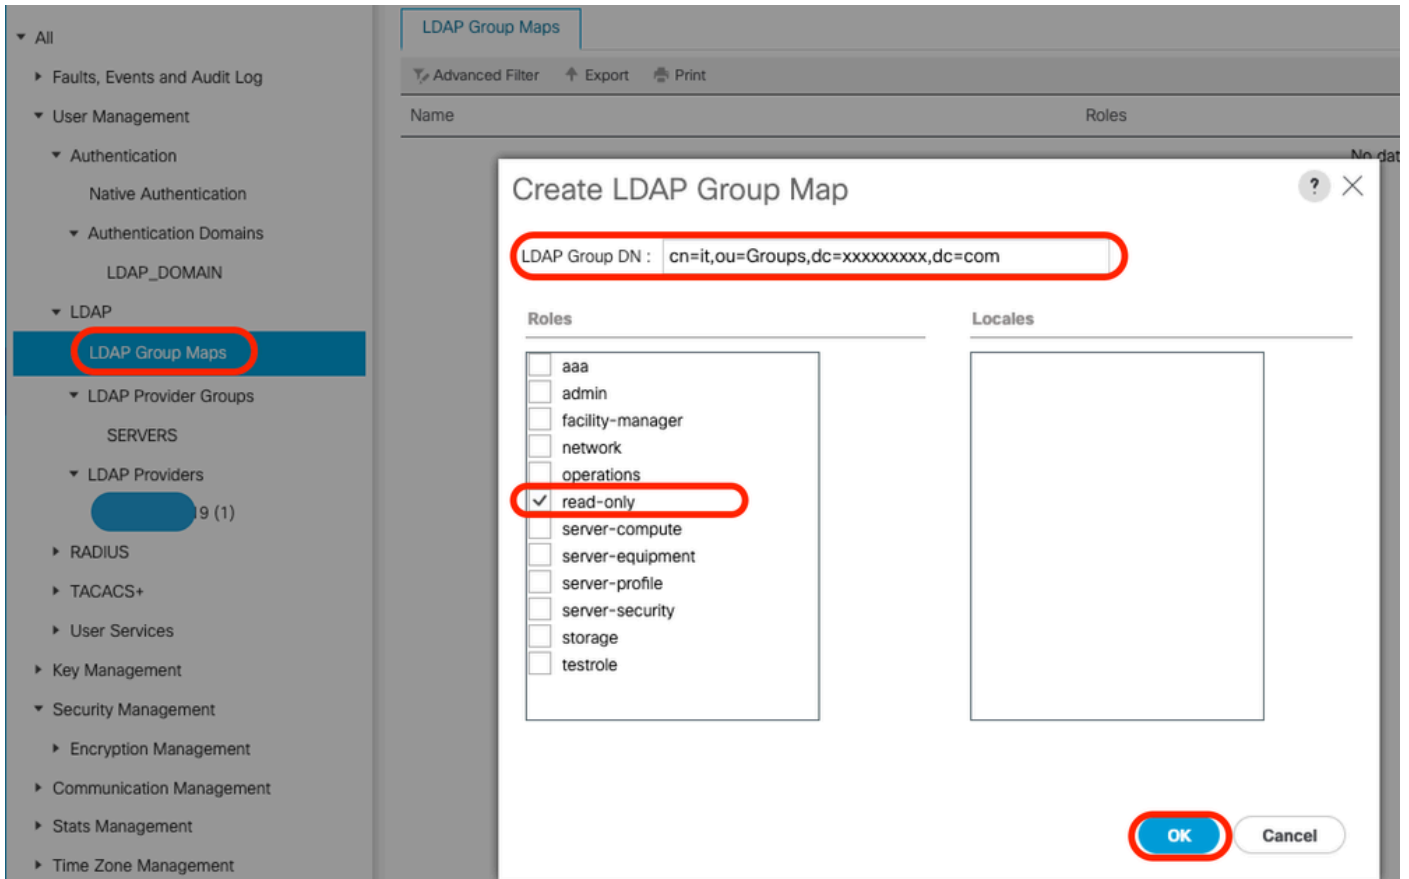 All
Faults, Events and Audit Log
User Management
Authentication
Native Authentication
Authentication Domains
LDAP_DOMAIN
LDAP
LDAP Group Maps
LDAP Provider Groups
SERVERS
LDAP Providers
9 (1)
RADIUS
TACACS+
User Services
Key Management
Security Management
Encryption Management
Communication Management
Stats Management
Time Zone Management
LDAP Group Maps
Advanced Filter Export Print
Name Roles
No dat
Create LDAP Group Map ?
LDAP Group DN : cn=it,ou=Groups,dc=xxxxxxxxx,dc=com
Roles Locales
aaa
admin
facility-manager
network
operations
read-only
server-compute
server-equipment
server-profile
server-security
storage
testrole
OK Cancel